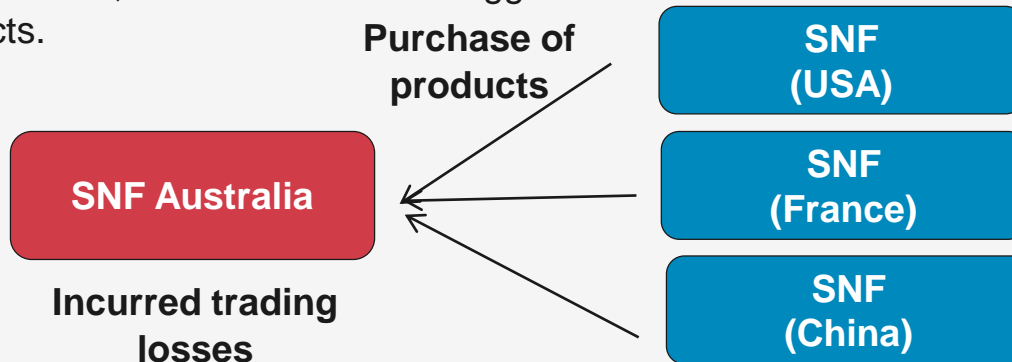 cts.
Purchase of
products
SNF
(USA)
SNF Australia
SNF
(France)
Incurred trading
losses
SNF
(China)